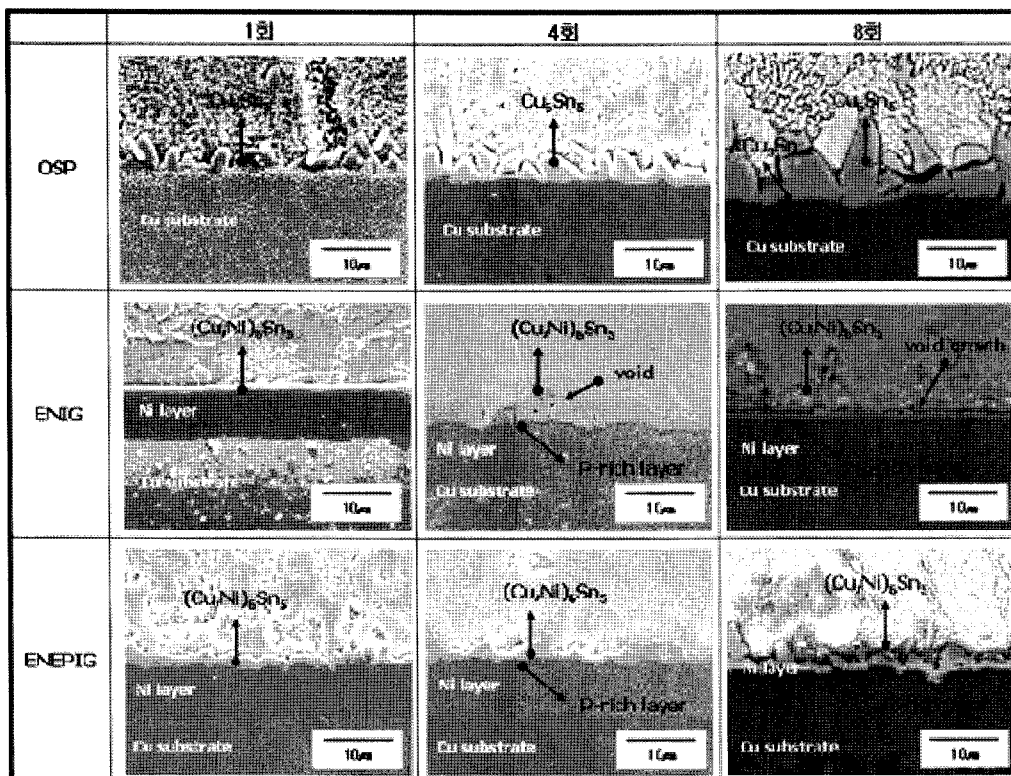 1회 4회 8회
OSP
Cu₆Sn₅ Cu₆Sn₅ Cu₆Sn₅
Cu₃Sn
Cu substrate Cu substrate Cu substrate
10㎛ 10㎛ 10㎛
ENIG
(Cu,Ni)₆Sn₅ (Cu,Ni)₆Sn₅ (Cu,Ni)₆Sn₅
void void growth
Ni layer Ni layer Ni layer
P-rich layer
Cu substrate Cu substrate Cu substrate
10㎛ 10㎛ 10㎛
ENEPIG
(Cu,Ni)₆Sn₅ (Cu,Ni)₆Sn₅ (Cu,Ni)₆Sn₅
Ni layer Ni layer Ni layer
P-rich layer
Cu substrate Cu substrate Cu substrate
10㎛ 10㎛ 10㎛